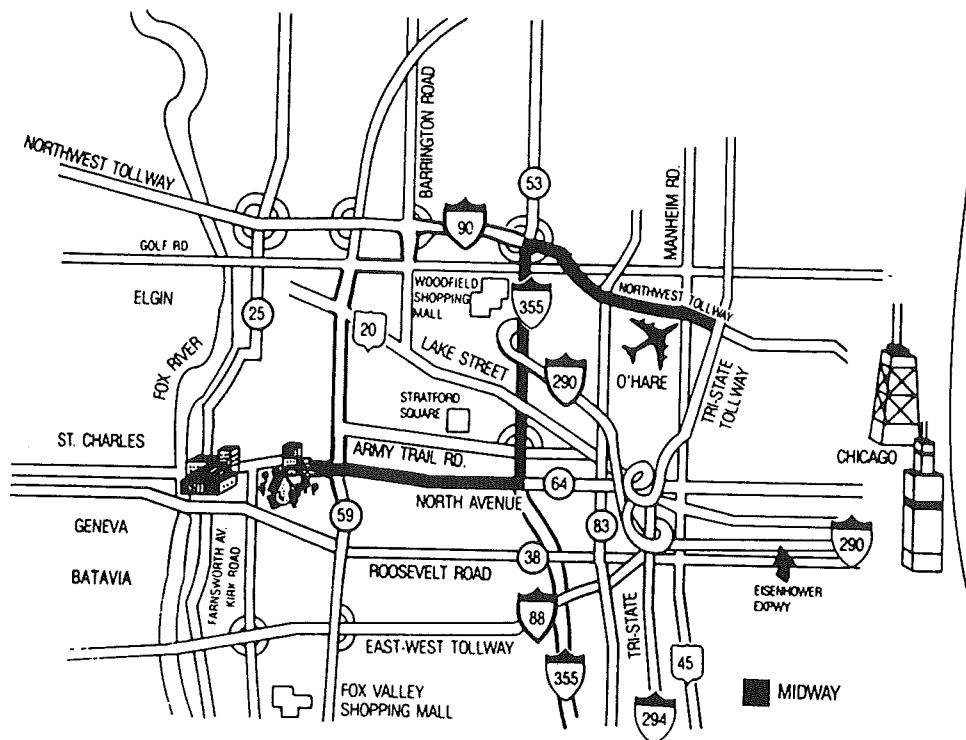 NORTHWEST TOLLWAY
BARRINGTON ROAD
53
MANHEIM RD.
90
GOLF RD
ELGIN
25
WOODFIELD
SHOPPING
MALL
355
NORTHWEST TOLLWAY
20
LAKE STREET
290
O'HARE
TRI-STATE
TOLLWAY
FOX RIVER
STRATFORD
SQUARE
ST. CHARLES
ARMY TRAIL RD.
CHICAGO
NORTH AVENUE
64
59
83
GENEVA
38
290
ROOSEVELT ROAD
BATAVIA
FARNSWORTH AV.
KIRK ROAD
EISENHOWER
EXPWY
88
EAST-WEST TOLLWAY
TRI-STATE
355
45
FOX VALLEY
SHOPPING MALL
294
MIDWAY